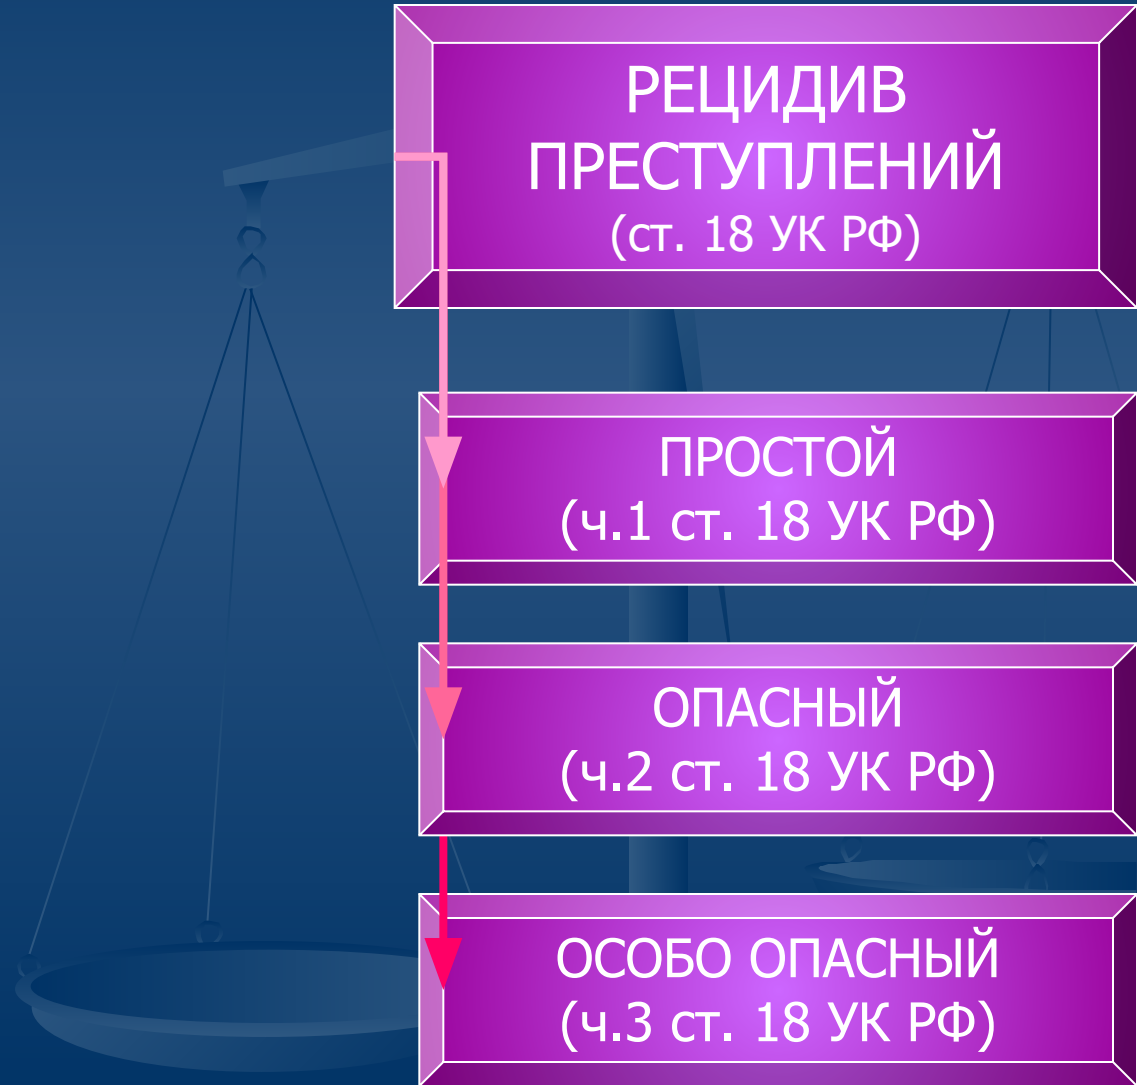 РЕЦИДИВ
ПРЕСТУПЛЕНИЙ
(ст. 18 УК РФ)
ПРОСТОЙ
(ч.1 ст. 18 УК РФ)
ОПАСНЫЙ
(ч.2 ст. 18 УК РФ)
ОСОБО ОПАСНЫЙ
(ч.3 ст. 18 УК РФ)